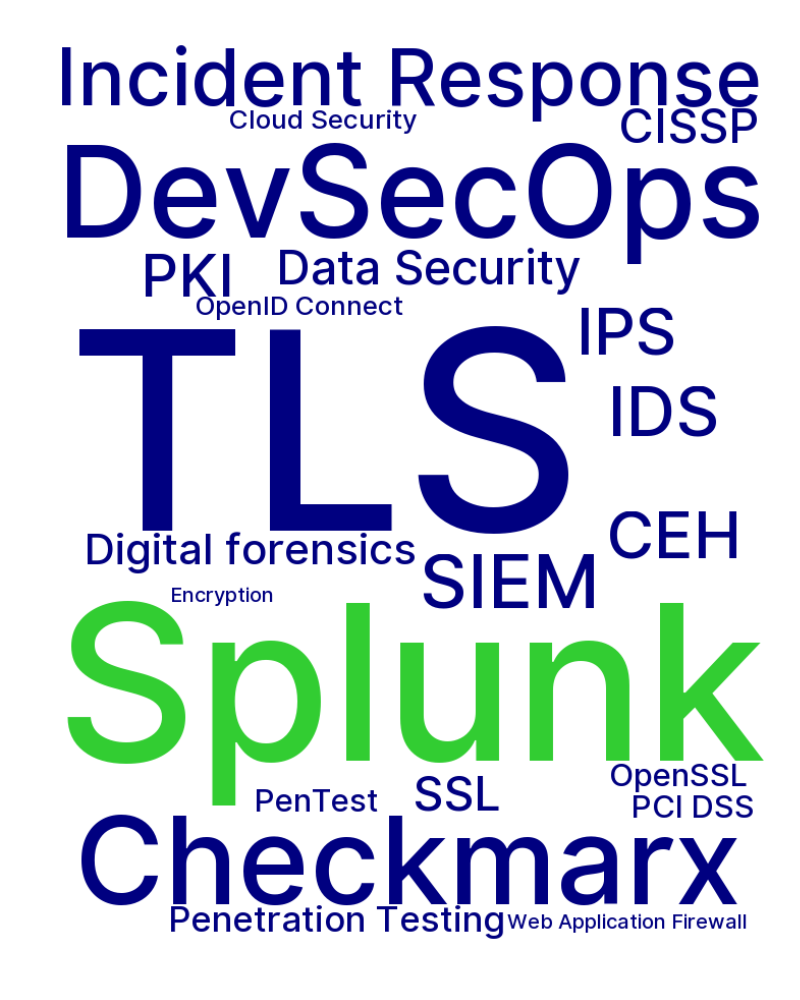 Incident Response
Cloud Security
CISSP
DevSecOps
PKI
Data Security
OpenID Connect
IPS
TLS
IDS
CEH
Digital forensics
SIEM
Encryption
Splunk
OpenSSL
PenTest
SSL
PCI DSS
Checkmarx
Penetration Testing
Web Application Firewall